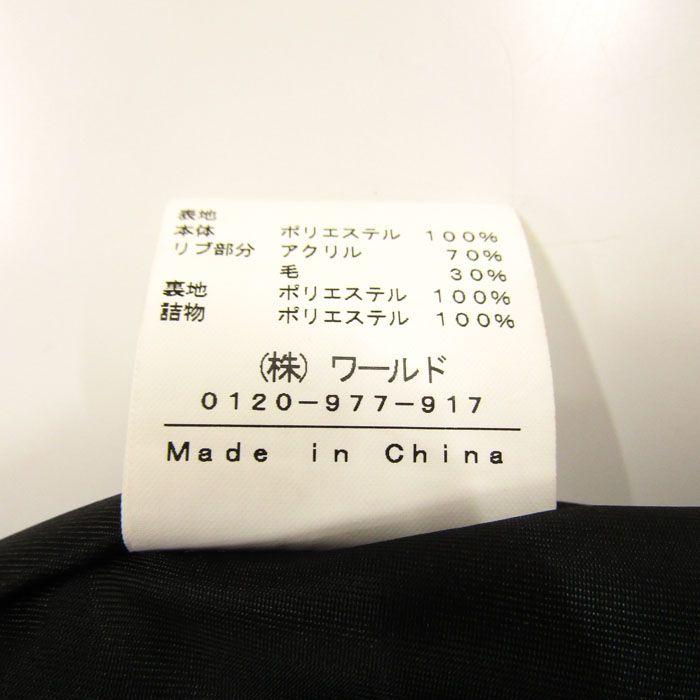 表地
本体 ポリエステル 100%
リブ部分 アクリル 70%
毛 30%
裏地 ポリエステル 100%
詰物 ポリエステル 100%
(株) ワールド
0120-977-917
Made in China